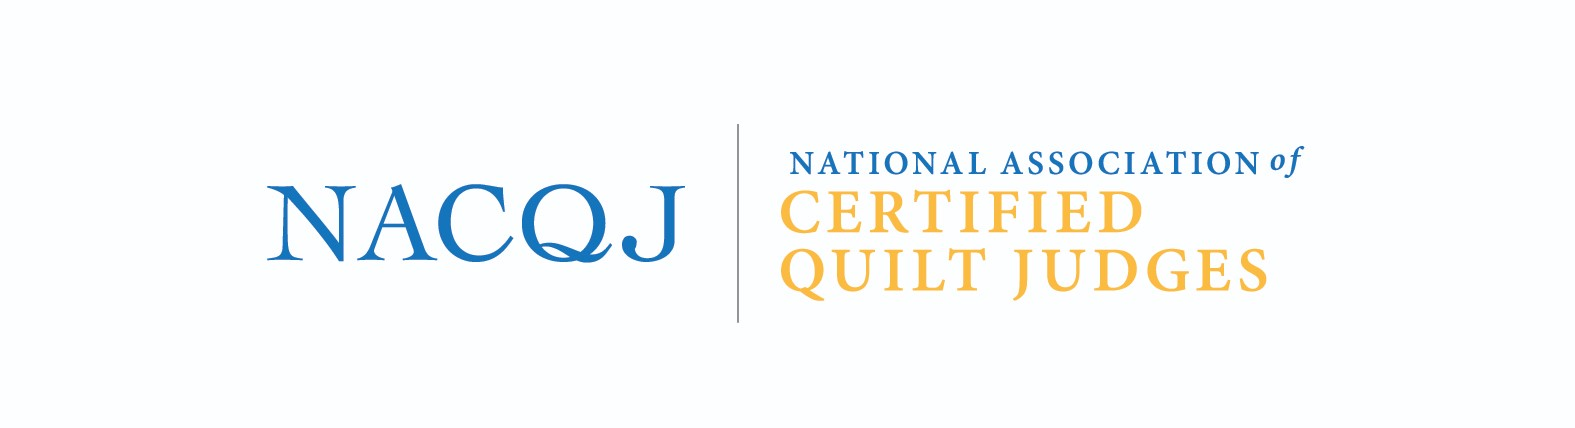 NACQJ
NATIONAL ASSOCIATION of
CERTIFIED
QUILT JUDGES